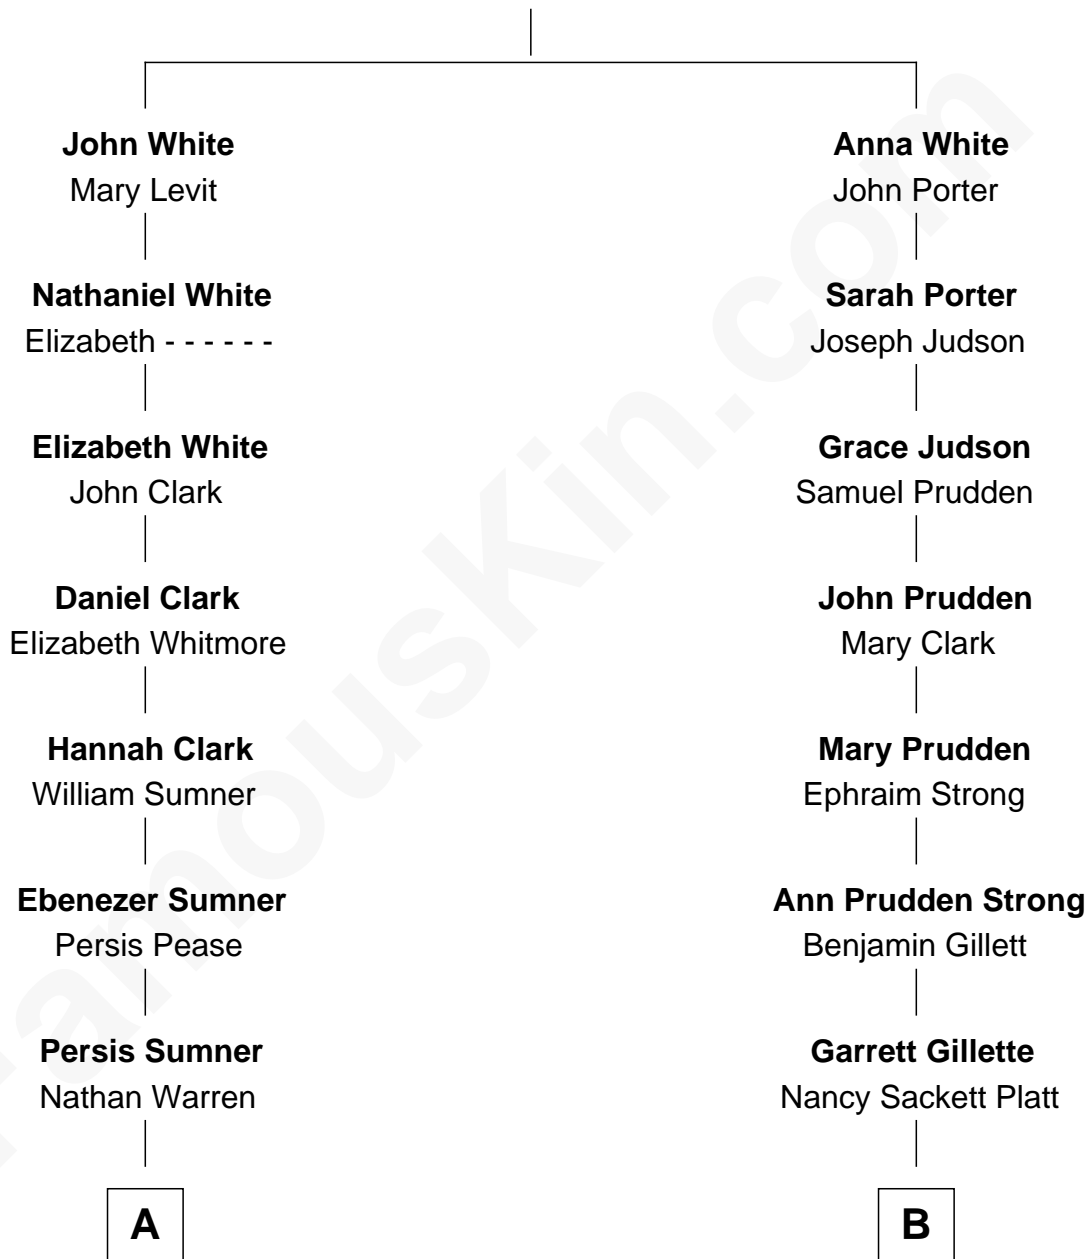 John White
Mary Levit
Nathaniel White
Elizabeth - - - - - -
Elizabeth White
John Clark
Daniel Clark
Elizabeth Whitmore
Hannah Clark
William Sumner
Ebenezer Sumner
Persis Pease
Persis Sumner
Nathan Warren
A
Anna White
John Porter
Sarah Porter
Joseph Judson
Grace Judson
Samuel Prudden
John Prudden
Mary Clark
Mary Prudden
Ephraim Strong
Ann Prudden Strong
Benjamin Gillett
Garrett Gillette
Nancy Sackett Platt
B
FamousKin.com